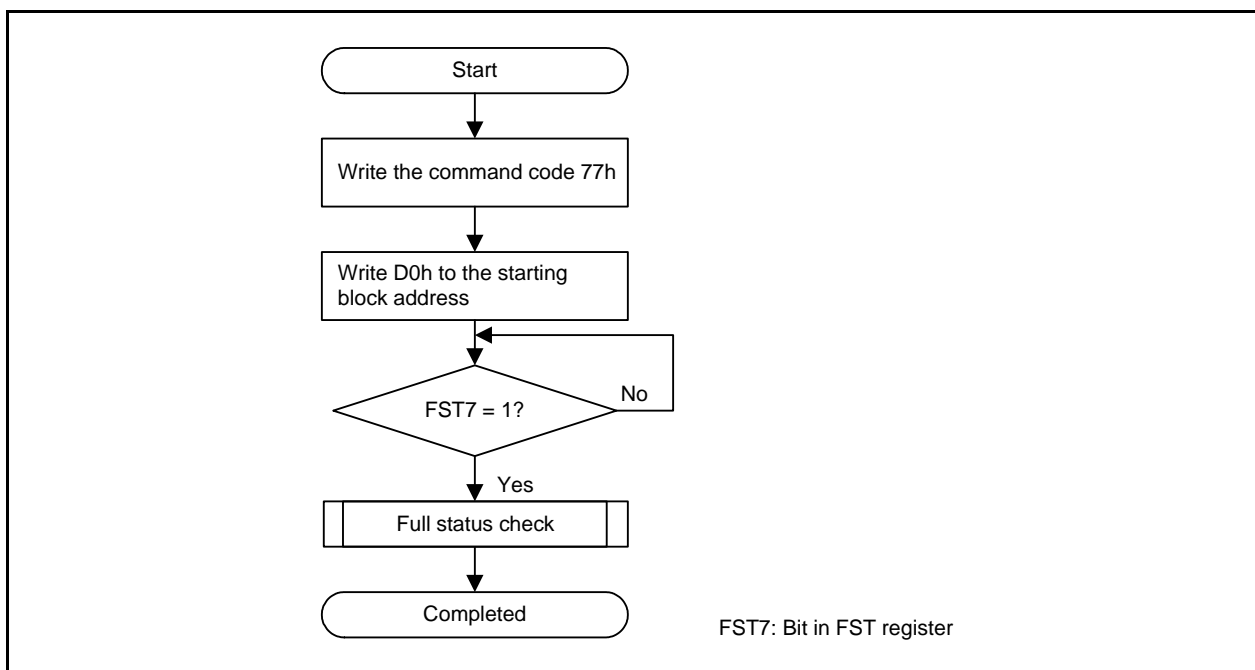 Start
Write the command code 77h
Write D0h to the starting
block address
FST7 = 1?
No
Yes
Full status check
Completed
FST7: Bit in FST register